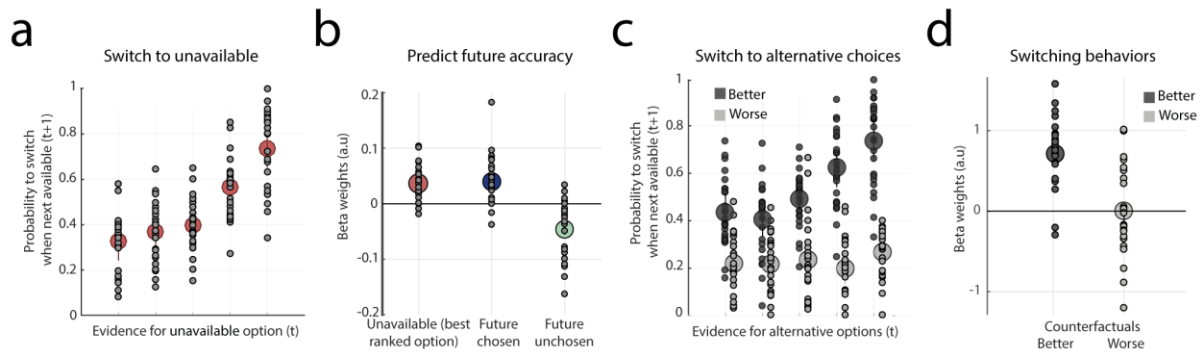 a
Switch to unavailable
Probability to switch
when next available (t+1)
1
0.8
0.6
0.4
0.2
0
Evidence for unavailable option (t)
b
Predict future accuracy
Beta weights (a.u)
0.2
0.1
0
-0.1
-0.2
Unavailable (best
ranked option)
Future
chosen
Future
unchosen
c
Switch to alternative choices
Probability to switch
when next available (t+1)
1
0.8
0.6
0.4
0.2
0
Better
Worse
Evidence for alternative options (t)
d
Switching behaviors
Beta weights (a.u)
1
0
-1
Better
Worse
Counterfactuals
Better Worse